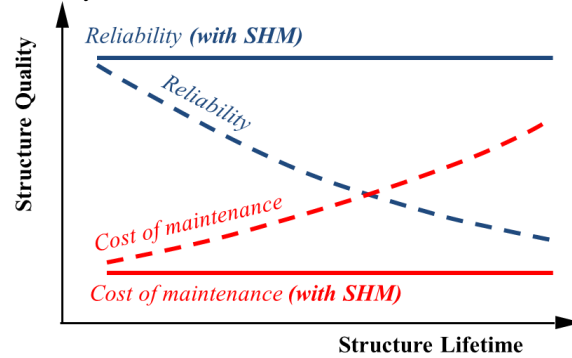 Reliability (with SHM)
Reliability
Structure Quality
Cost of maintenance
Cost of maintenance (with SHM)
Structure Lifetime